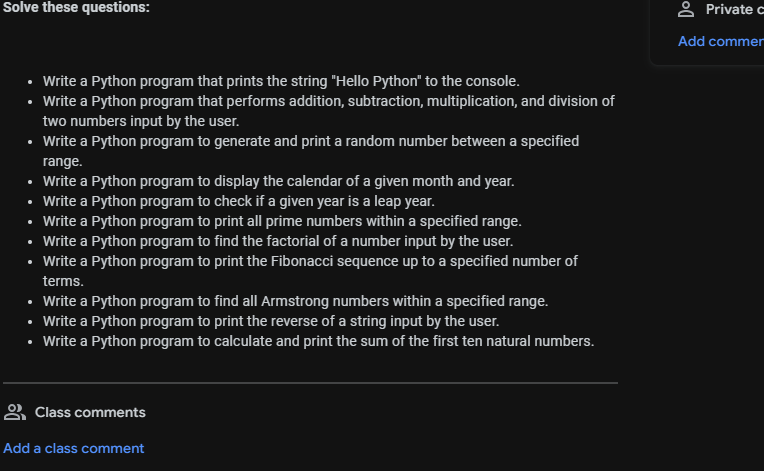 Solve these questions:
Private c
Add commen
• Write a Python program that prints the string "Hello Python" to the console.
• Write a Python program that performs addition, subtraction, multiplication, and division of
two numbers input by the user.
• Write a Python program to generate and print a random number between a specified
range.
• Write a Python program to display the calendar of a given month and year.
• Write a Python program to check if a given year is a leap year.
• Write a Python program to print all prime numbers within a specified range.
• Write a Python program to find the factorial of a number input by the user.
• Write a Python program to print the Fibonacci sequence up to a specified number of
terms.
• Write a Python program to find all Armstrong numbers within a specified range.
• Write a Python program to print the reverse of a string input by the user.
• Write a Python program to calculate and print the sum of the first ten natural numbers.
Class comments
Add a class comment